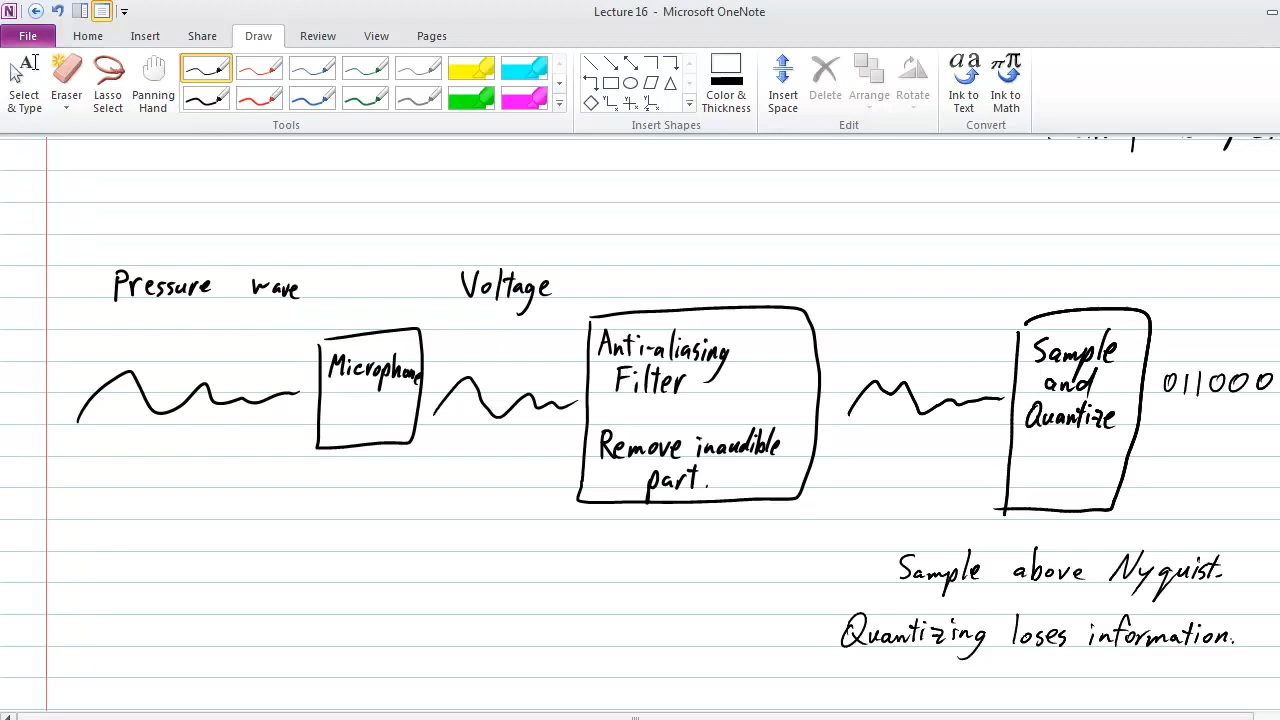 Lecture 16 - Microsoft OneNote
File Home Insert Share Draw Review View Pages
Select & Type
Eraser
Lasso Select
Panning Hand
Color & Thickness
Insert Space
Delete
Arrange
Rotate
Ink to Text
Ink to Math
Tools
Insert Shapes
Edit
Convert
Pressure wave
Voltage
Microphone
Anti-aliasing
Filter
Remove inaudible
part.
Sample
and
Quantize
011000
Sample above Nyquist.
Quantizing loses information.